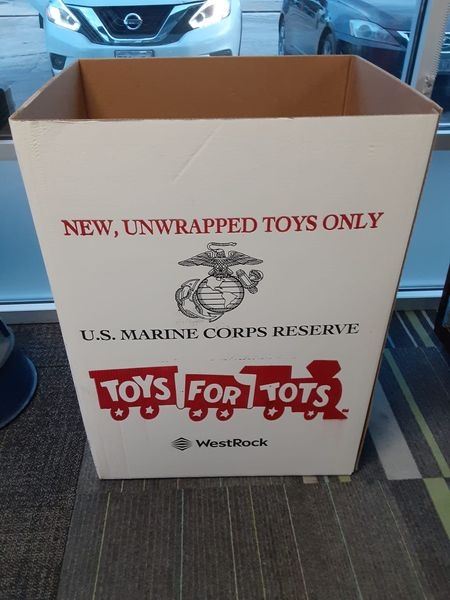 NEW, UNWRAPPED TOYS ONLY
U.S. MARINE CORPS RESERVE
TOYS FOR TOTS
WestRock